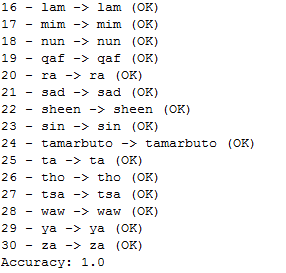 16 - lam -> lam (OK)
17 - mim -> mim (OK)
18 - nun -> nun (OK)
19 - qaf -> qaf (OK)
20 - ra -> ra (OK)
21 - sad -> sad (OK)
22 - sheen -> sheen (OK)
23 - sin -> sin (OK)
24 - tamarbuto -> tamarbuto (OK)
25 - ta -> ta (OK)
26 - tho -> tho (OK)
27 - tsa -> tsa (OK)
28 - waw -> waw (OK)
29 - ya -> ya (OK)
30 - za -> za (OK)
Accuracy: 1.0